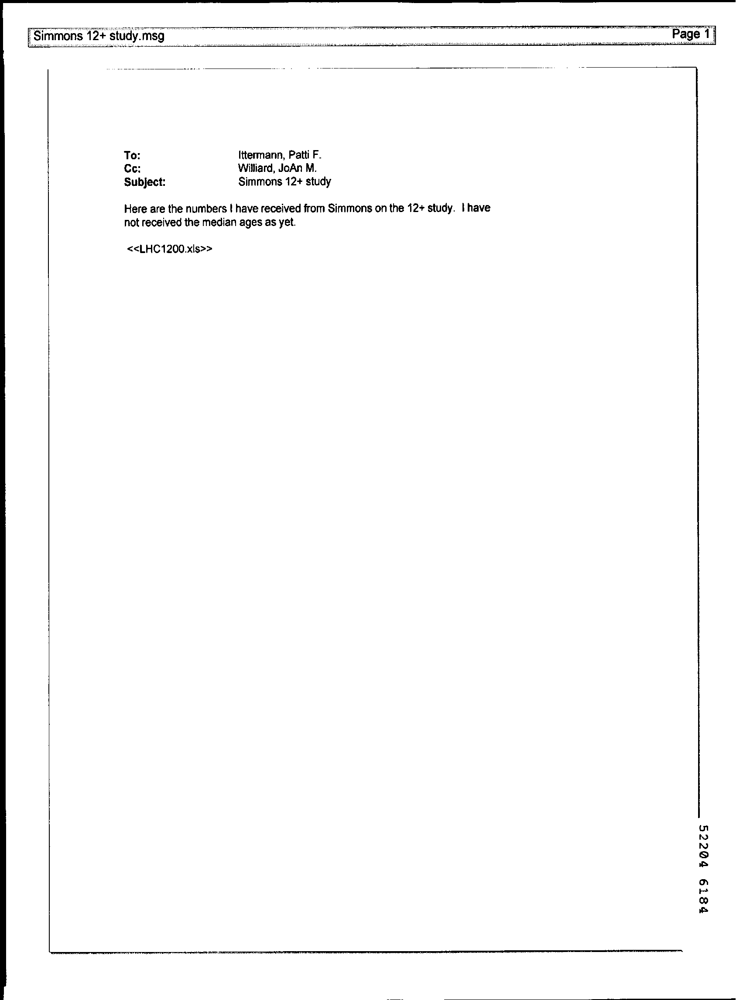 Simmons 12+ study.msg Page 1
To: Ittermann, Patti F.
Cc: Williard, JoAn M.
Subject: Simmons 12+ study
Here are the numbers I have received from Simmons on the 12+ study. I have
not received the median ages as yet.
<<LHC1200.xls>>
52204 6184